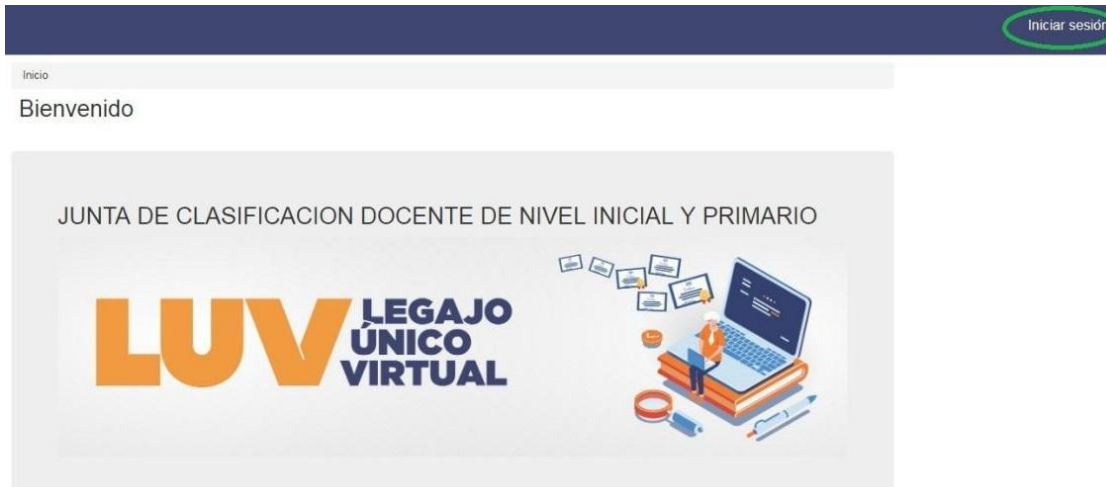 Iniciar sesión
Inicio
Bienvenido
JUNTA DE CLASIFICACION DOCENTE DE NIVEL INICIAL Y PRIMARIO
LUV LEGAJO
ÚNICO
VIRTUAL